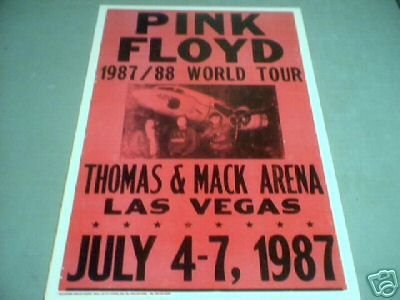 PINK
FLOYD
1987/88 WORLD TOUR
THOMAS & MACK ARENA
LAS VEGAS
JULY 4-7, 1987